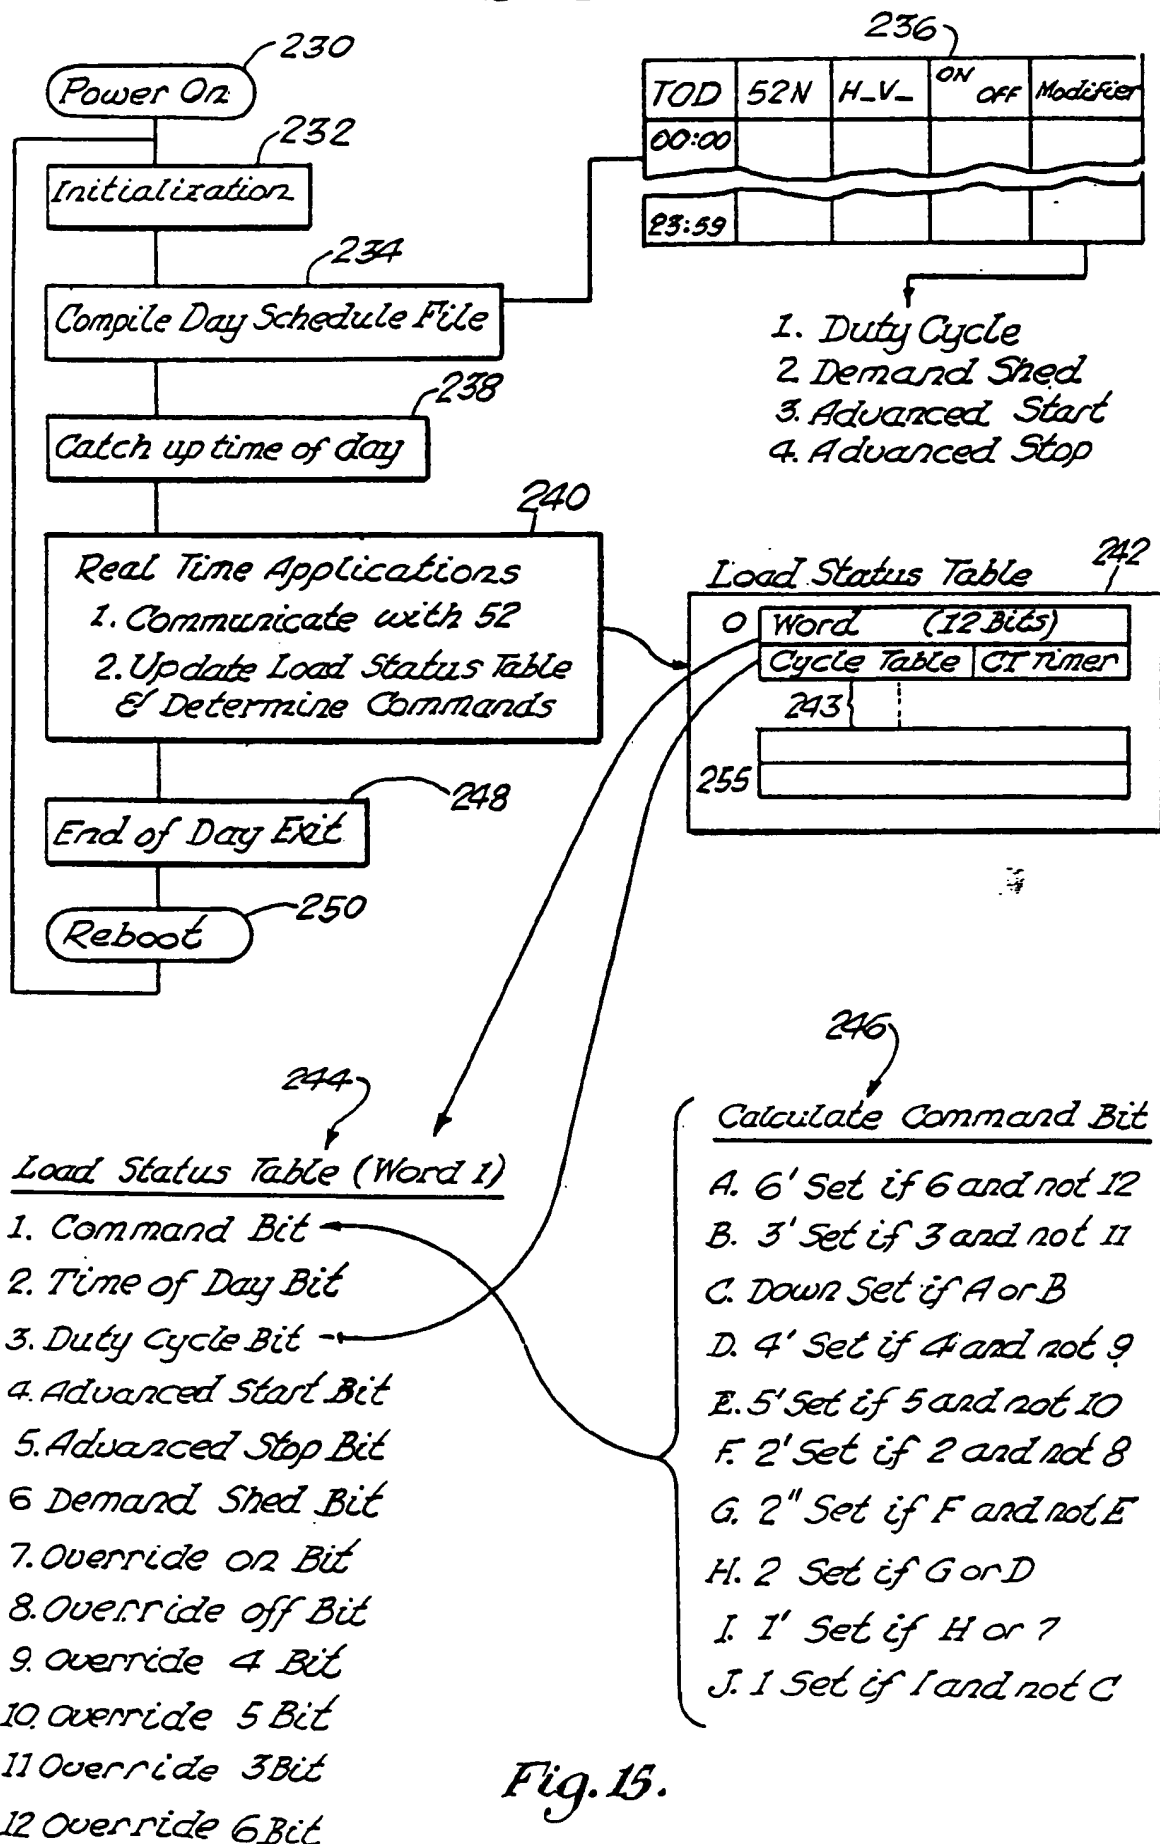 230
Power On
232
Initialization
234
Compile Day Schedule File
236
TOD 52N H_V_ ON OFF Modifier
00:00
23:59
1. Duty Cycle
2 Demand Shed
3. Advanced Start
4. Advanced Stop
238
Catch up time of day
240
Real Time Applications
1. Communicate with 52
2. Update Load Status Table
& Determine Commands
Load Status Table
242
0 Word (12 Bits)
Cycle Table CT Timer
243
255
248
End of Day Exit
250
Reboot
244
Load Status Table (Word 1)
1. Command Bit
2. Time of Day Bit
3. Duty Cycle Bit
4. Advanced Start Bit
5. Advanced Stop Bit
6 Demand Shed Bit
7. Override on Bit
8. Override off Bit
9. Override 4 Bit
10. Override 5 Bit
11 Override 3 Bit
12 Override 6 Bit
246
Calculate Command Bit
A. 6' Set if 6 and not 12
B. 3' Set if 3 and not 11
C. Down Set if A or B
D. 4' Set if 4 and not 9
E. 5' Set if 5 and not 10
F. 2' Set if 2 and not 8
G. 2" Set if F and not E
H. 2 Set if G or D
I. 1' Set if H or 7
J. 1 Set if I and not C
Fig. 15.